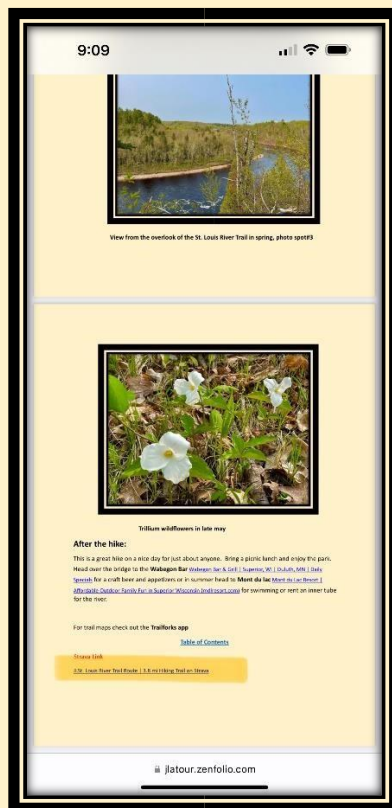 9:09
View from the overlook of the St. Louis River Trail in spring, photo spot#3
Trillium wildflowers in late may
After the hike:
This is a great hike on a nice day for just about anyone. Bring a picnic lunch and enjoy the park.
Head over the bridge to the Wabegon Bar Wabegon Bar & Grill | Superior, WI | Duluth, MN | Daily
Specials for a craft beer and appetizers or in summer head to Mont du lac Mont du Lac Resort |
Affordable Outdoor Family Fun in Superior Wisconsin (mdlresort.com) for swimming or rent an inner tube
for the river.
For trail maps check out the Trailforks app
Table of Contents
Strava Link
2.St. Louis River Trail Route | 3.6 mi Hiking Trail on Strava
jlatour.zenfolio.com